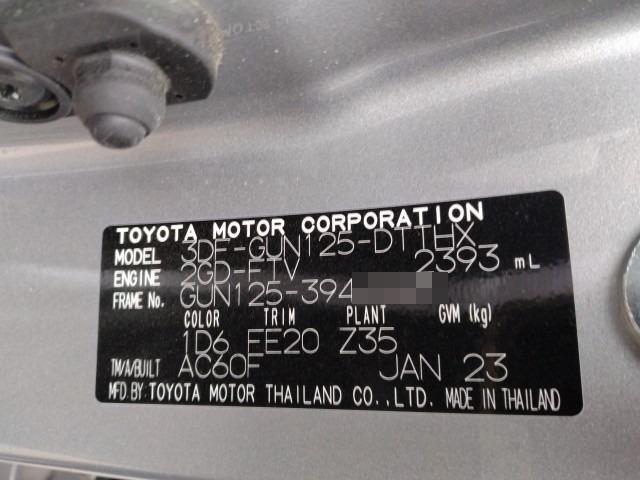 TOYOTA MOTOR CORPORATION
MODEL 3DF-GUN125-DTTHX
ENGINE 2GD-FTV 2393 mL
FRAME No. GUN125-394
COLOR TRIM PLANT GVM (kg)
1D6 FE20 Z35
TM/A/BUILT AC60F JAN 23
MFD.BY:TOYOTA MOTOR THAILAND CO.,LTD. MADE IN THAILAND